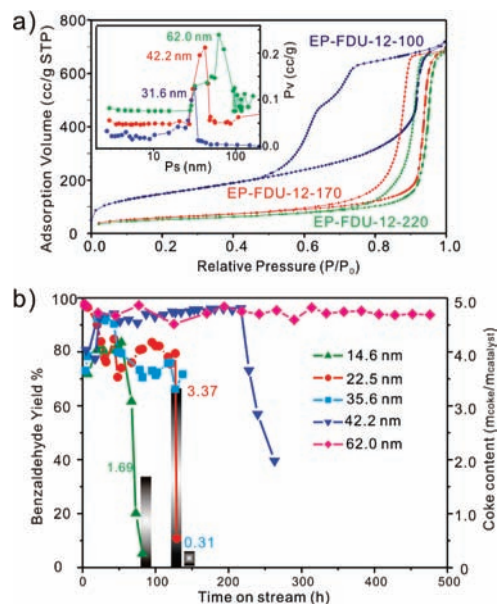 a)
62.0 nm
42.2 nm
31.6 nm
0.2
0.1
0.0
Pv (cc/g)
10
100
Ps (nm)
EP-FDU-12-100
EP-FDU-12-170
EP-FDU-12-220
800
600
400
200
0
Adsorption Volume (cc/g STP)
0.0 0.2 0.4 0.6 0.8 1.0
Relative Pressure (P/P₀)
b)
100
80
60
40
20
0
Benzaldehyde Yield %
5.0
4.0
3.0
2.0
1.0
0.0
Coke content (mcoke/mcatalyst)
14.6 nm
22.5 nm
35.6 nm
42.2 nm
62.0 nm
3.37
1.69
0.31
0 100 200 300 400 500
Time on stream (h)